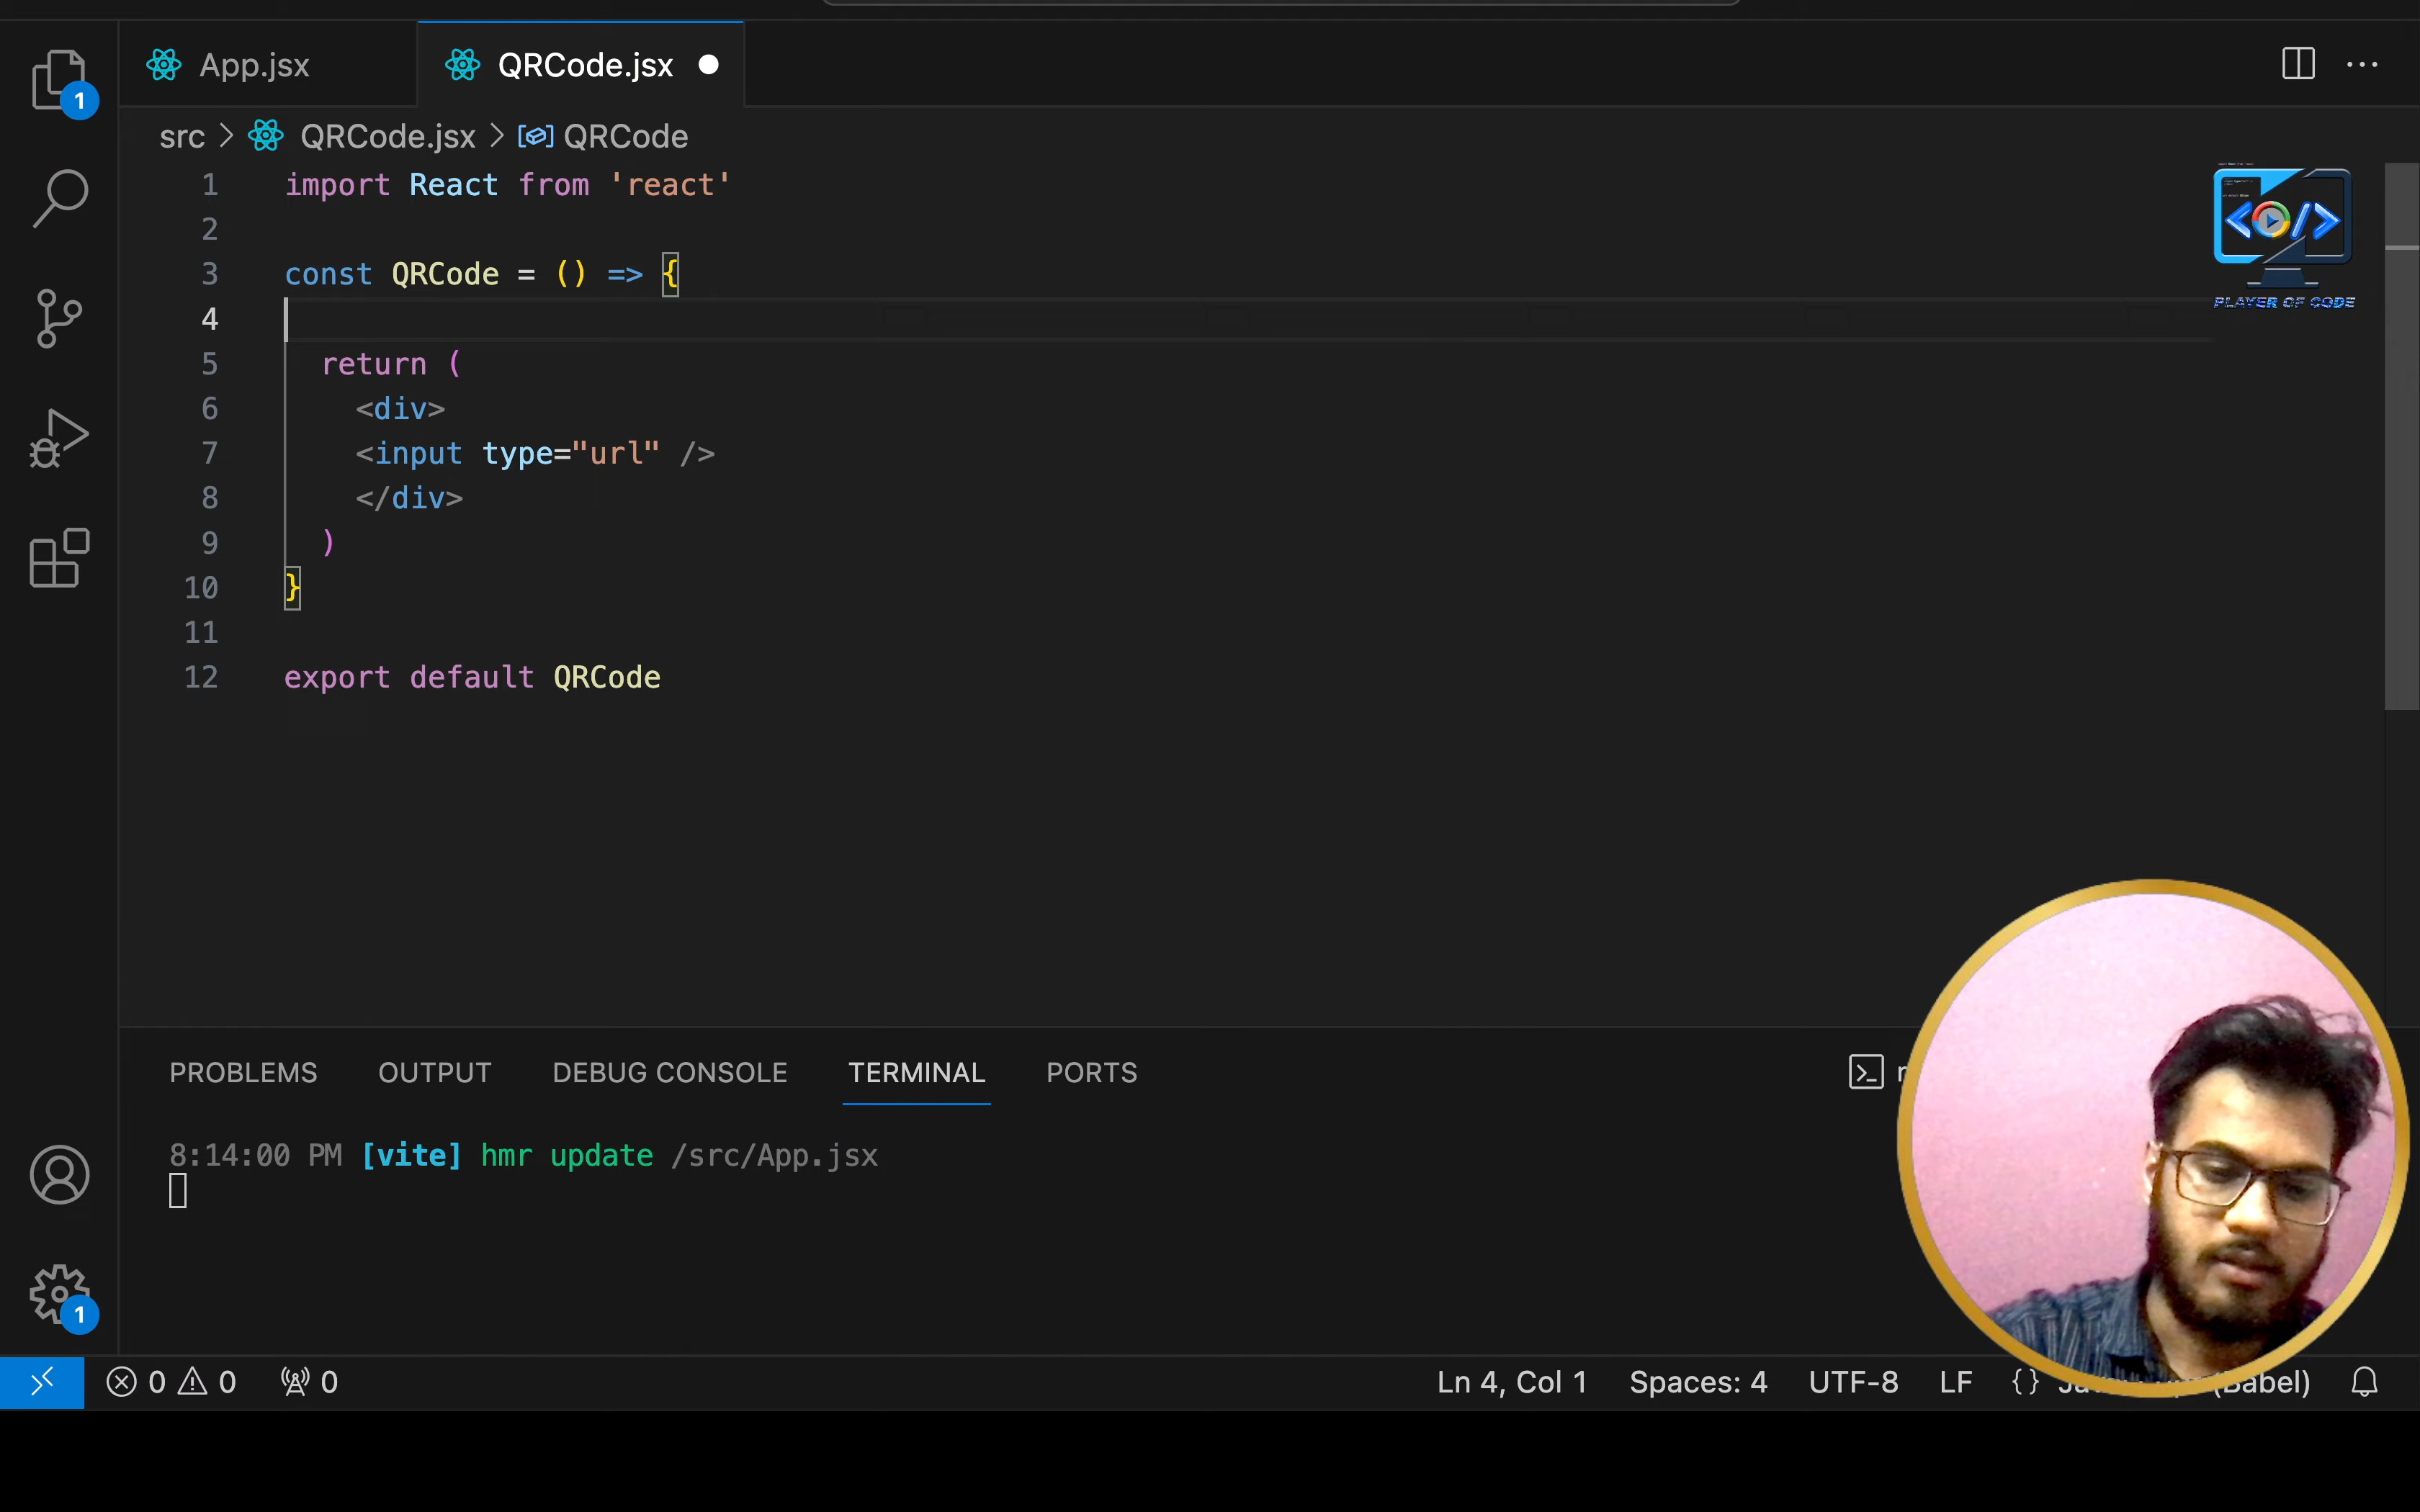 App.jsx
QRCode.jsx
src > QRCode.jsx > QRCode
1 import React from 'react'
2
3 const QRCode = () => {
4
5 return (
6 <div>
7 <input type="url" />
8 </div>
9 )
10 }
11
12 export default QRCode
PLAYER OF CODE
1
PROBLEMS OUTPUT DEBUG CONSOLE TERMINAL PORTS
8:14:00 PM [vite] hmr update /src/App.jsx
1
0 0 0 Ln 4, Col 1 Spaces: 4 UTF-8 LF {} (Babel)